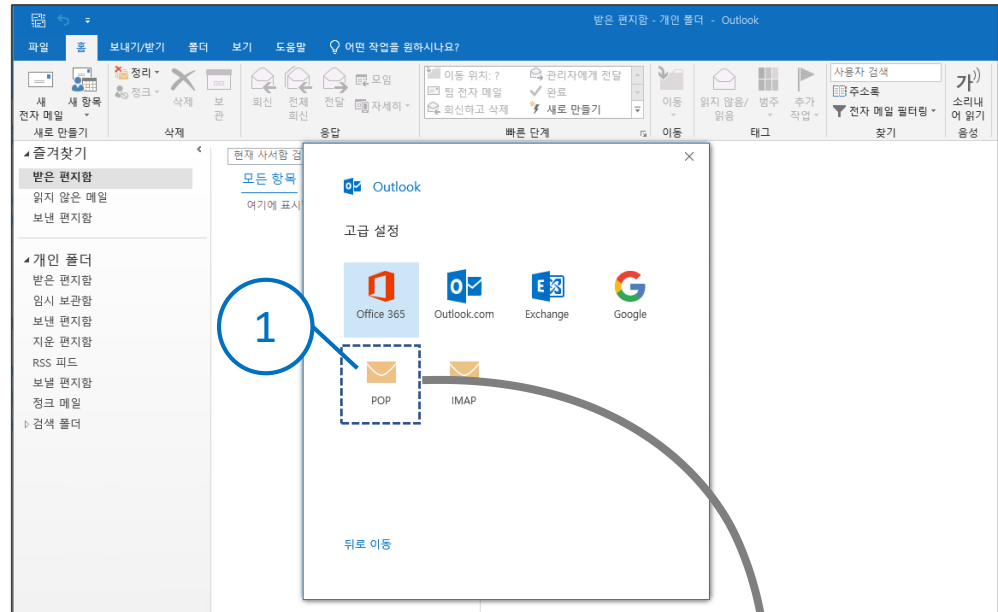 받은 편지함 - 개인 폴더 - Outlook
파일 홈 보내기/받기 폴더 보기 도움말 어떤 작업을 원하시나요?
새 전자 메일
새 항목
새로 만들기
정리
정크
삭제
보관
삭제
회신
전체 회신
전달
모임
자세히
응답
이동 위치: ?
팀 전자 메일
회신하고 삭제
관리자에게 전달
완료
새로 만들기
빠른 단계
이동
이동
읽지 않음/읽음
범주
추가 작업
태그
사용자 검색
주소록
전자 메일 필터링
찾기
가
소리내어 읽기
음성
즐겨찾기
받은 편지함
읽지 않은 메일
보낸 편지함
개인 폴더
받은 편지함
임시 보관함
보낸 편지함
지운 편지함
RSS 피드
보낼 편지함
정크 메일
검색 폴더
현재 사서함 검
모든 항목
여기에 표시
Outlook
고급 설정
Office 365
Outlook.com
Exchange
Google
1
POP
IMAP
뒤로 이동